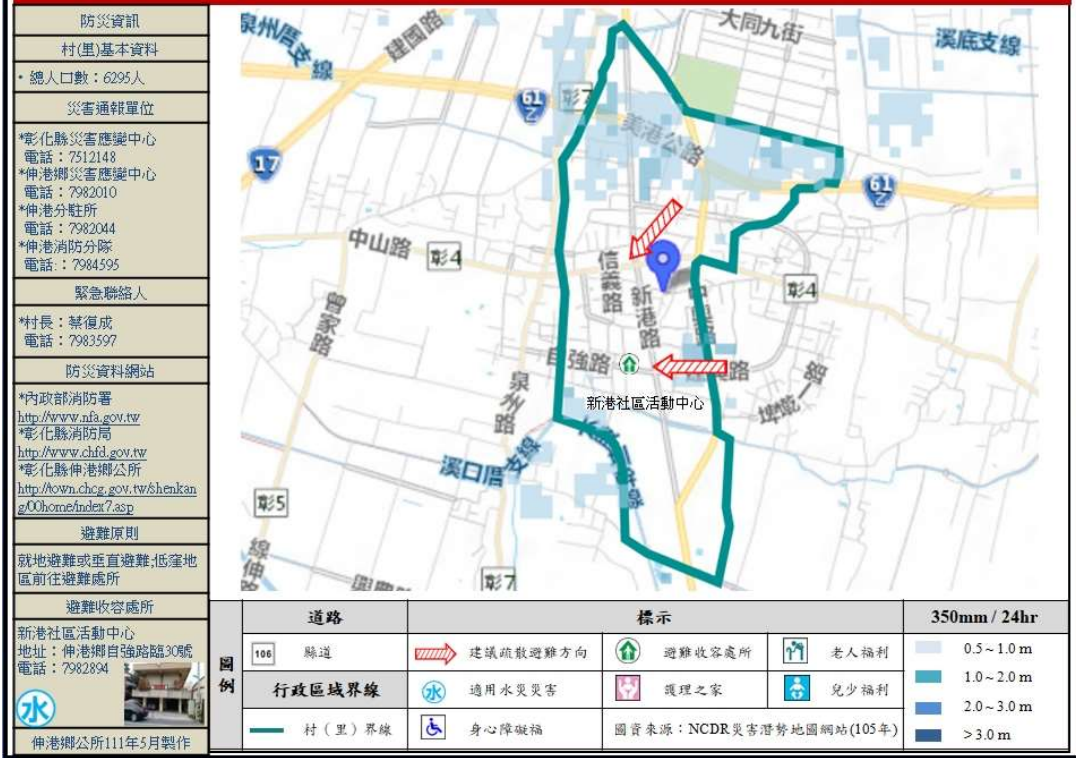 防災資訊
村(里)基本資料
・總人口數：6295人
災害通報單位
*彰化縣災害應變中心
電話：7512148
*伸港鄉災害應變中心
電話：7982010
*伸港分駐所
電話：7982044
*伸港消防分隊
電話:：7984595
緊急聯絡人
*村長：蔡復成
電話：7983597
防災資料網站
*內政部消防署
http://www.nfa.gov.tw
*彰化縣消防局
http://www.chfd.gov.tw
*彰化縣伸港鄉公所
http://town.chcg.gov.tw/shenkan
g/00home/index7.asp
避難原則
就地避難或垂直避難;低窪地
區前往避難處所
避難收容處所
新港社區活動中心
地址：伸港鄉自強路臨30號
電話：7982894
水
伸港鄉公所111年5月製作
泉州厝支線
建國路
大同九街
溪底支線
61乙
彰7
17
美港公路
61乙
中山路
彰4
信義路
新港路
彰4
曾家路
自強路
路
新港社區活動中心
泉州路
溪口厝支線
彰5
彰7
圖例
道路
標示
350mm / 24hr
106
縣道
建議疏散避難方向
避難收容處所
老人福利
0.5~1.0 m
行政區域界線
水
適用水災災害
護理之家
兒少福利
1.0~2.0 m
2.0~3.0 m
村（里）界線
身心障礙福
圖資來源：NCDR災害潛勢地圖網站(105年)
>3.0 m